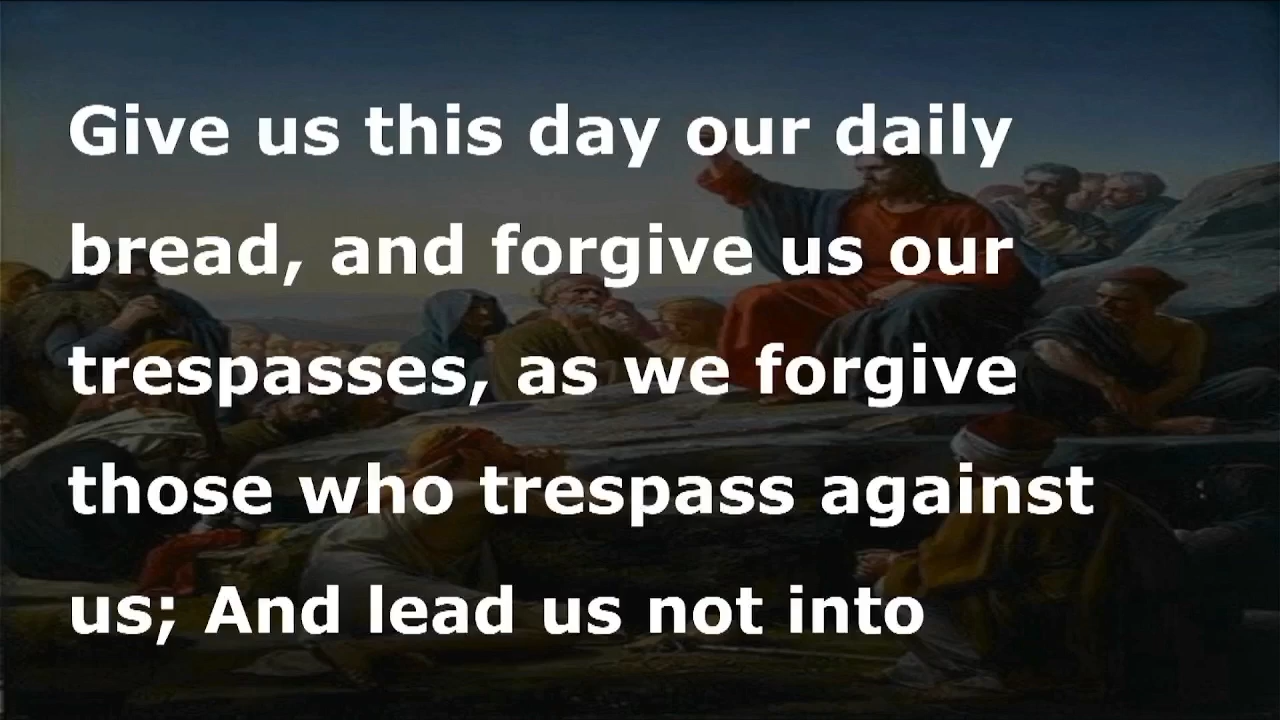 Give us this day our daily
bread, and forgive us our
trespasses, as we forgive
those who trespass against
us; And lead us not into